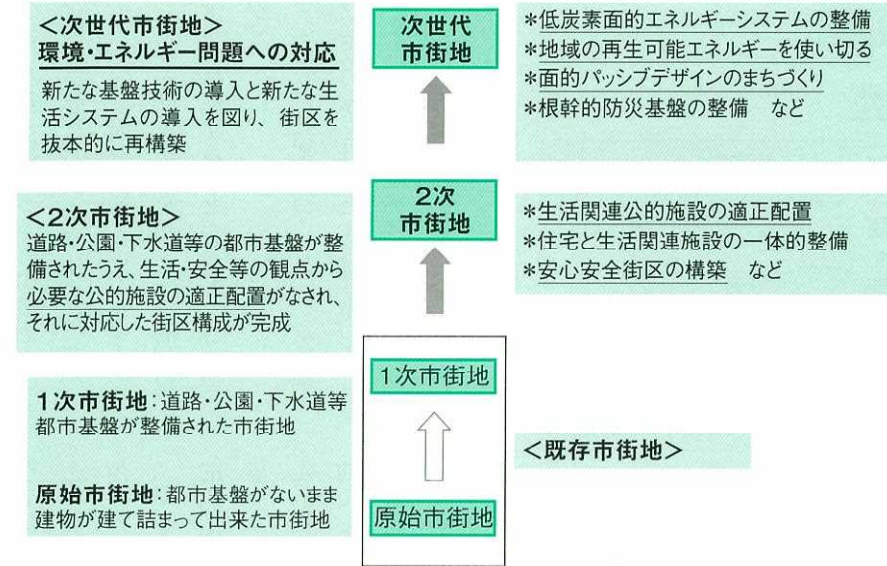 <次世代市街地>
環境・エネルギー問題への対応
新たな基盤技術の導入と新たな生
活システムの導入を図り、街区を
抜本的に再構築
次世代
市街地
*低炭素面的エネルギーシステムの整備
*地域の再生可能エネルギーを使い切る
*面的パッシブデザインのまちづくり
*根幹的防災基盤の整備 など
<2次市街地>
道路・公園・下水道等の都市基盤が整
備されたうえ、生活・安全等の観点から
必要な公的施設の適正配置がなされ、
それに対応した街区構成が完成
2次
市街地
*生活関連公的施設の適正配置
*住宅と生活関連施設の一体的整備
*安心安全街区の構築 など
1次市街地:道路・公園・下水道等
都市基盤が整備された市街地
原始市街地:都市基盤がないまま
建物が建て詰まって出来た市街地
1次市街地
原始市街地
<既存市街地>